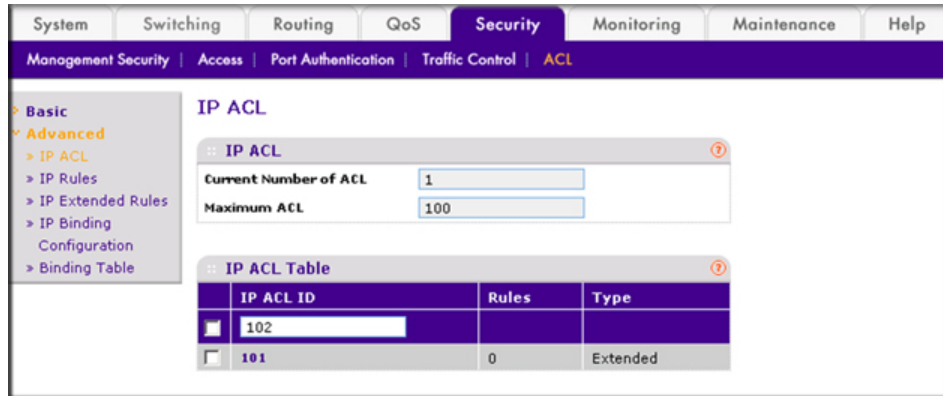 System Switching Routing QoS Security Monitoring Maintenance Help
Management Security | Access | Port Authentication | Traffic Control | ACL
Basic
Advanced
» IP ACL
» IP Rules
» IP Extended Rules
» IP Binding
Configuration
» Binding Table
IP ACL
IP ACL
Current Number of ACL 1
Maximum ACL 100
IP ACL Table
IP ACL ID Rules Type
102
101 0 Extended